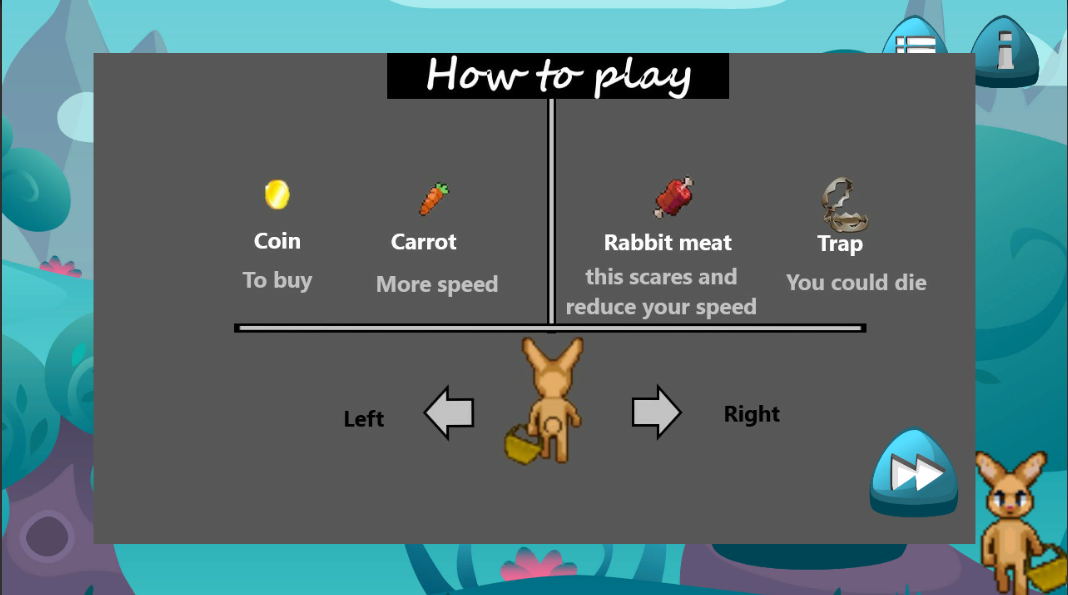 How to play
Coin
To buy
Carrot
More speed
Rabbit meat
this scares and
reduce your speed
Trap
You could die
Left
Right